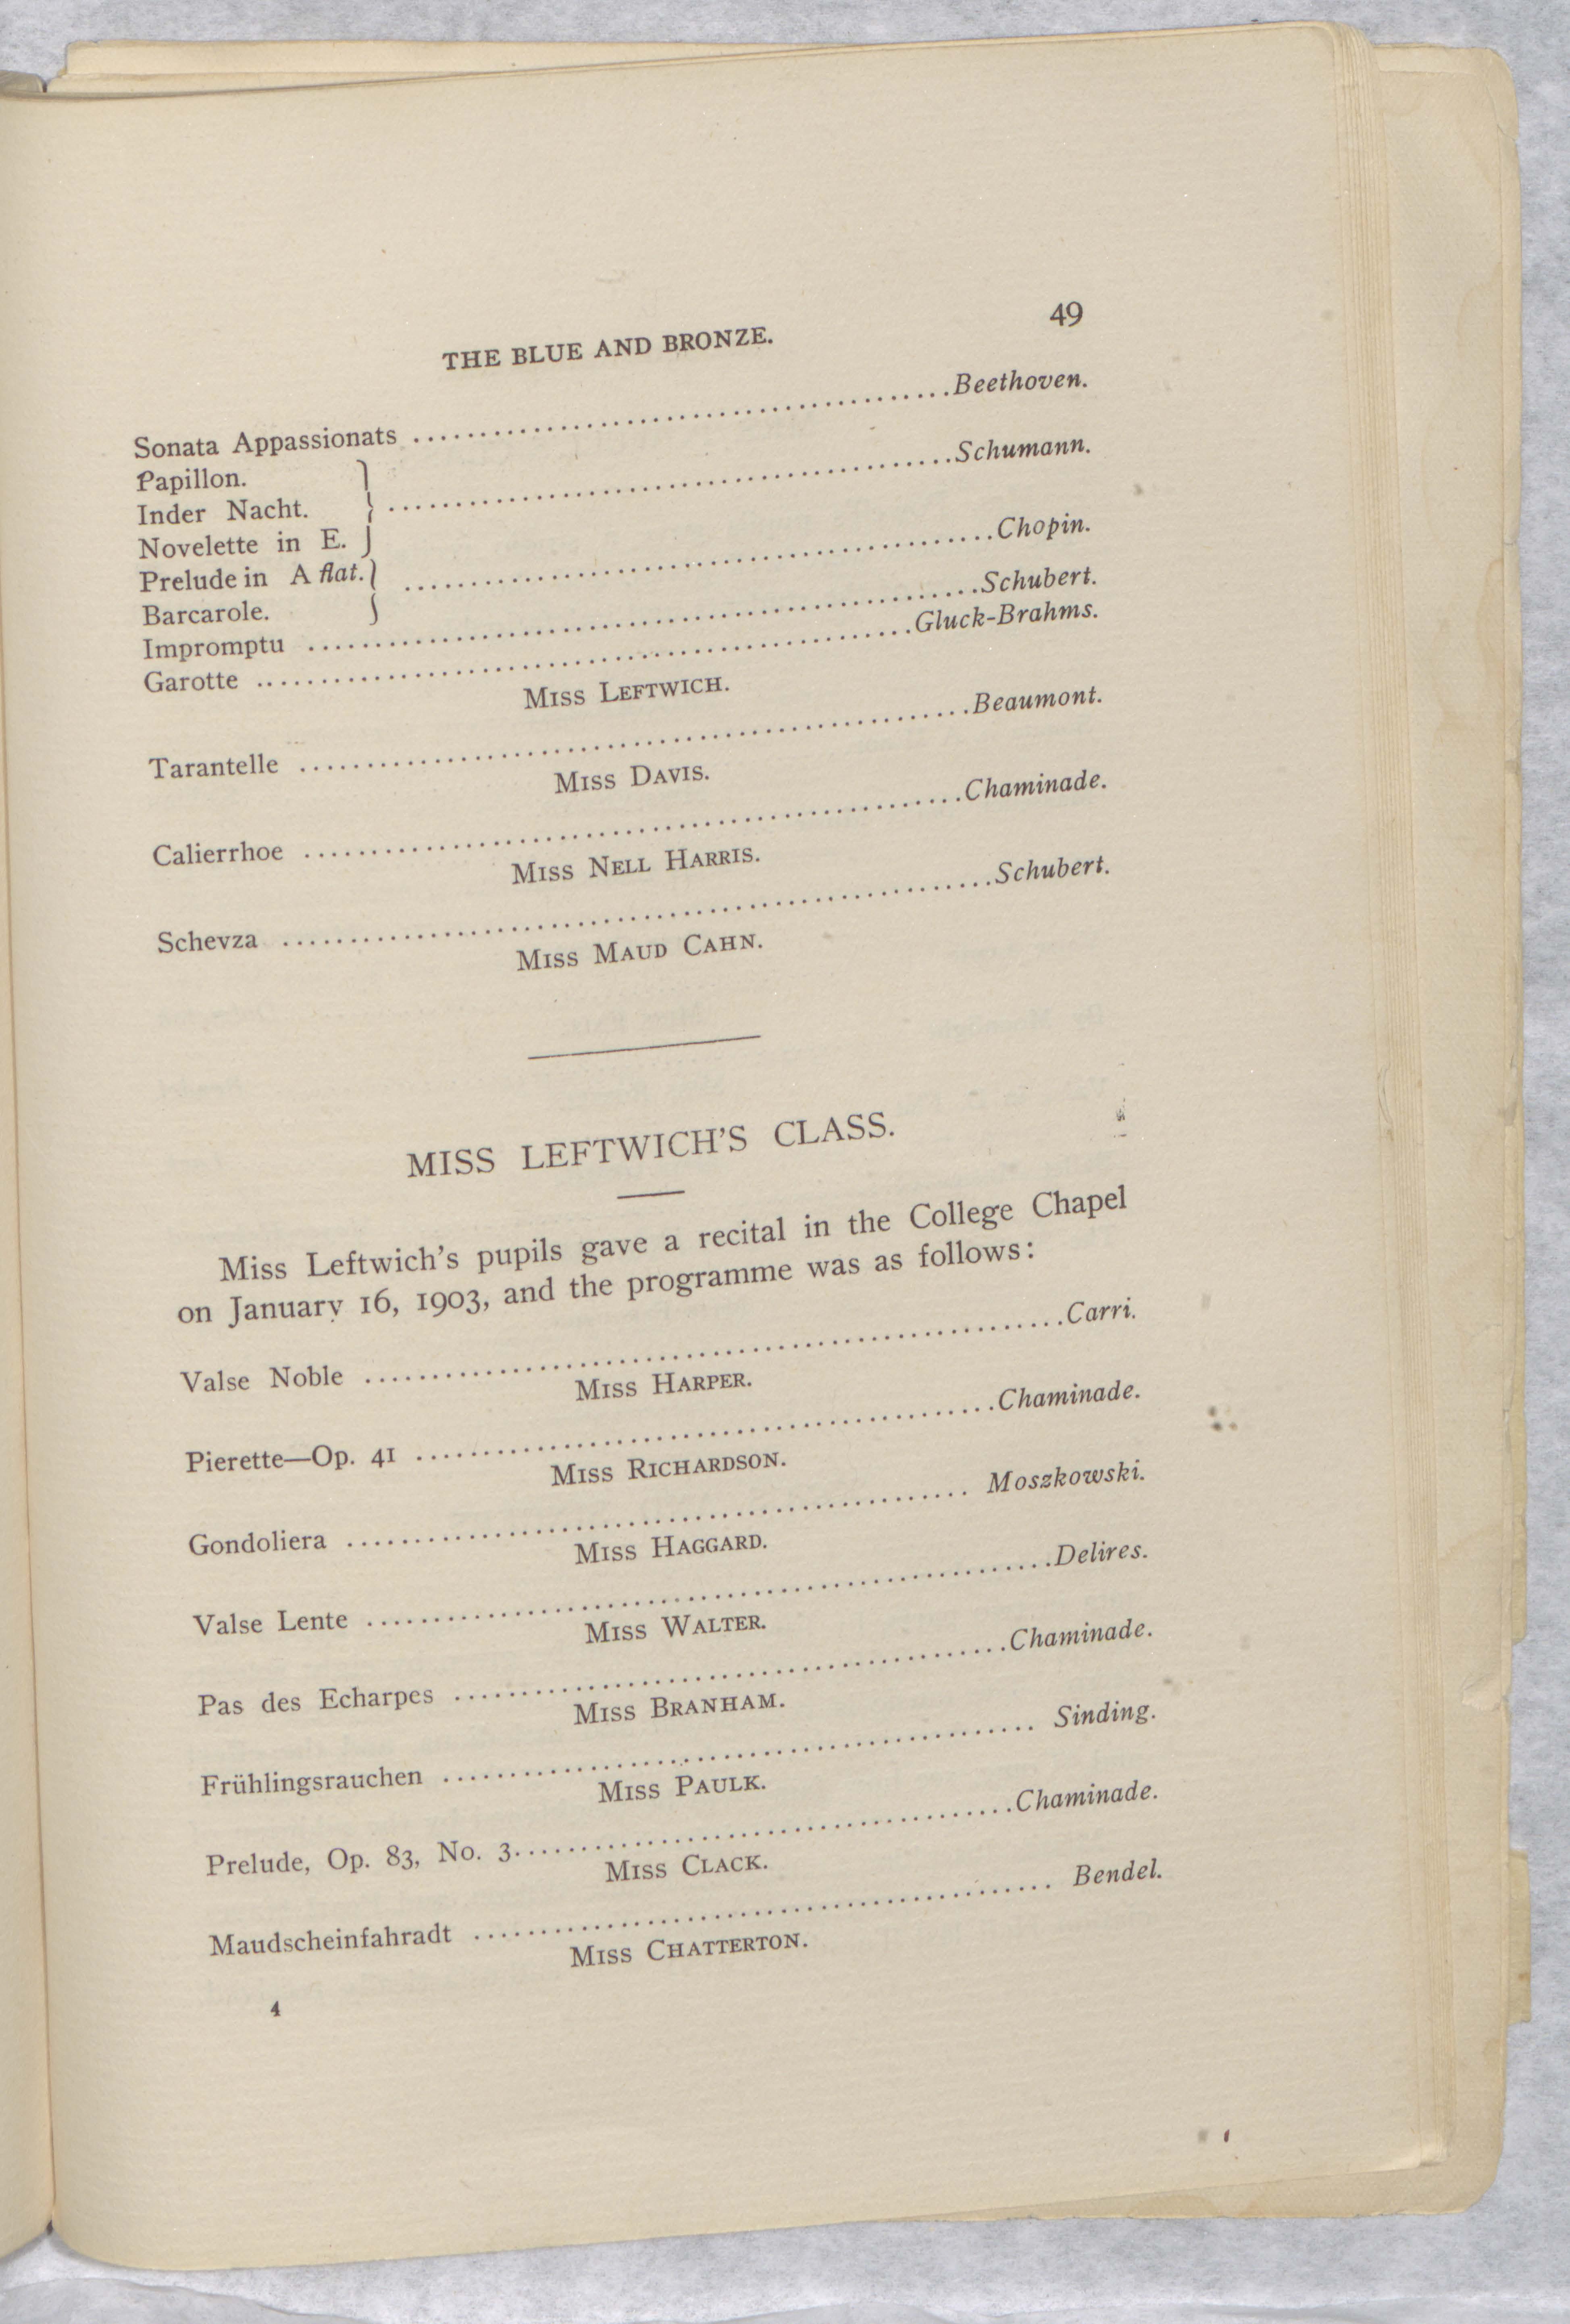 THE BLUE AND BRONZE. 49
Sonata Appassionats ........................................ Beethoven.
Papillon.
Inder Nacht. } ........................................ Schumann.
Novelette in E.
Prelude in A flat. } ........................................ Chopin.
Barcarole.
Impromptu ........................................ Schubert.
Garotte ........................................ Gluck-Brahms.
MISS LEFTWICH.
Tarantelle ........................................ Beaumont.
MISS DAVIS.
Calierrhoe ........................................ Chaminade.
MISS NELL HARRIS.
Schevza ........................................ Schubert.
MISS MAUD CAHN.
MISS LEFTWICH'S CLASS.
Miss Leftwich's pupils gave a recital in the College Chapel
on January 16, 1903, and the programme was as follows:
Valse Noble ........................................ Carri.
MISS HARPER.
Pierette—Op. 41 ........................................ Chaminade.
MISS RICHARDSON.
Gondoliera ........................................ Moszkowski.
MISS HAGGARD.
Valse Lente ........................................ Delires.
MISS WALTER.
Pas des Echarpes ........................................ Chaminade.
MISS BRANHAM.
Frühlingsrauchen ........................................ Sinding.
MISS PAULK.
Prelude, Op. 83, No. 3........................................ Chaminade.
MISS CLACK.
Maudscheinfahradt ........................................ Bendel.
MISS CHATTERTON.
4